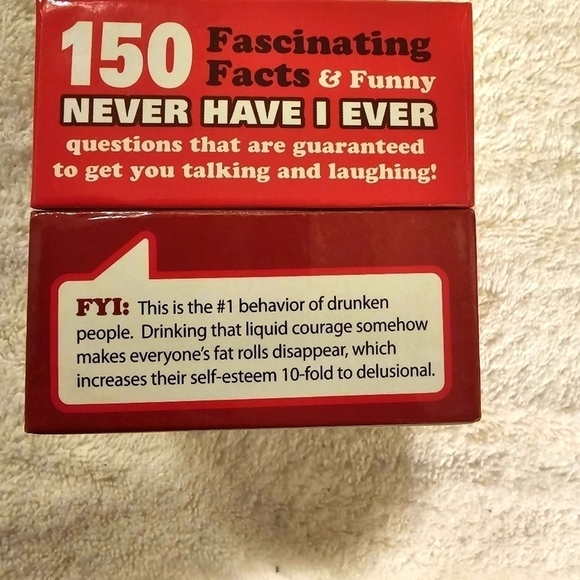 150 Fascinating
Facts & Funny
NEVER HAVE I EVER
questions that are guaranteed
to get you talking and laughing!
FYI: This is the #1 behavior of drunken
people. Drinking that liquid courage somehow
makes everyone's fat rolls disappear, which
increases their self-esteem 10-fold to delusional.